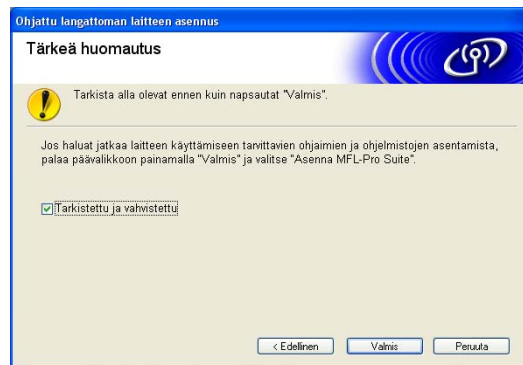 Ohjattu langattoman laitteen asennus
Tärkeä huomautus
Tarkista alla olevat ennen kuin napsautat "Valmis".
Jos haluat jatkaa laitteen käyttämiseen tarvittavien ohjaimien ja ohjelmistojen asentamista,
palaa päävalikkoon painamalla "Valmis" ja valitse "Asenna MFL-Pro Suite".
Tarkistettu ja vahvistettu
< Edellinen
Valmis
Peruuta